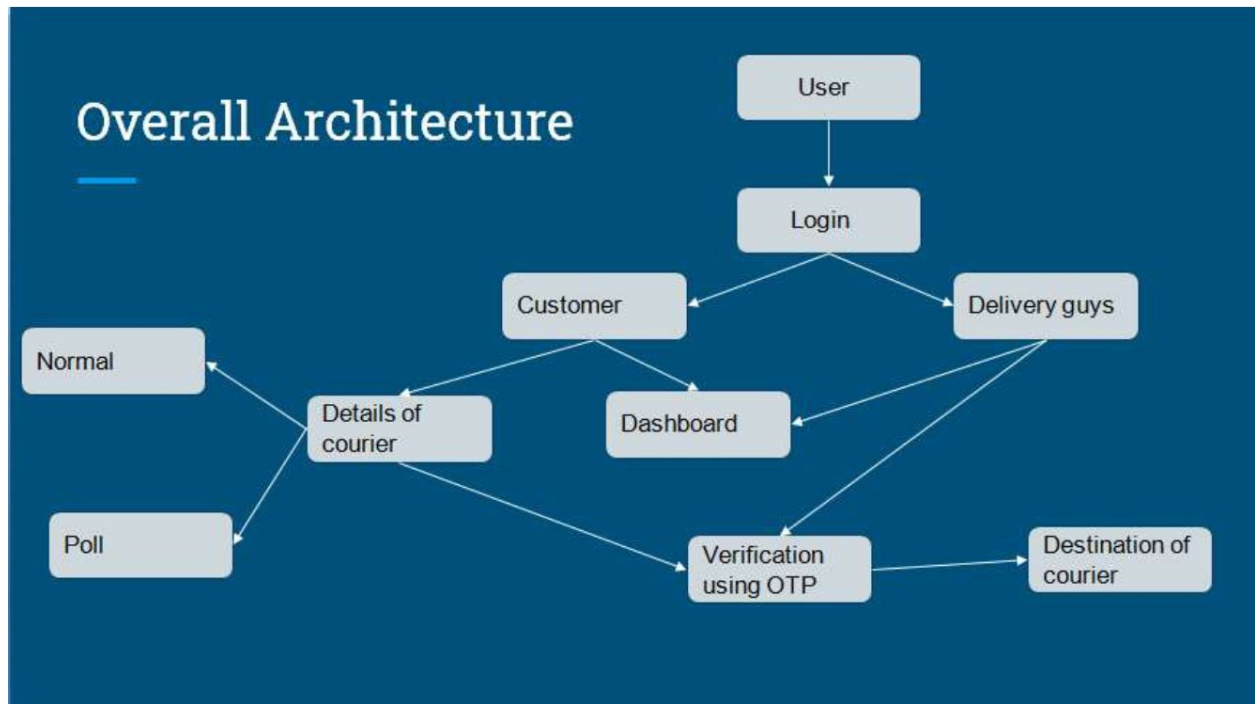 Overall Architecture
User
Login
Customer
Delivery guys
Normal
Details of
courier
Dashboard
Poll
Verification
using OTP
Destination of
courier